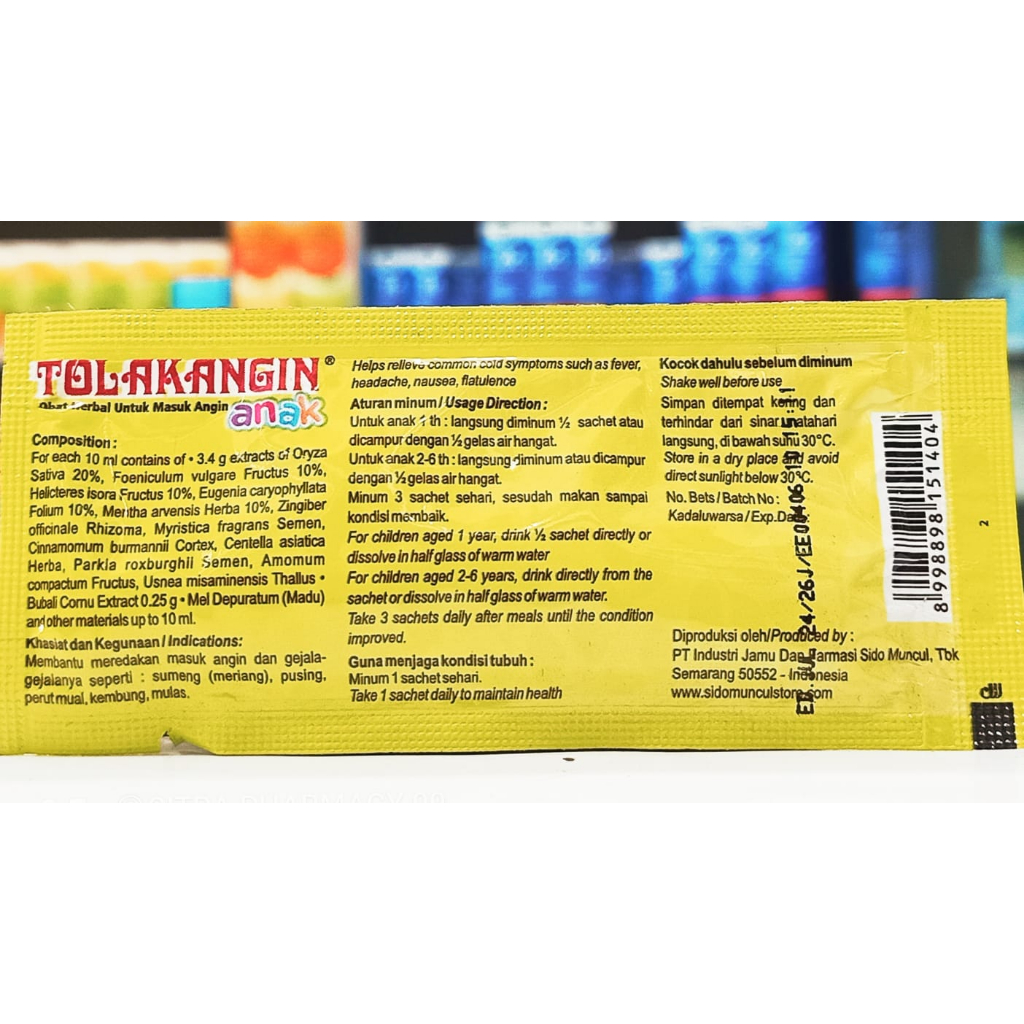 TOLAKANGIN®
anak
Obat Herbal Untuk Masuk Angin
Composition :
For each 10 ml contains of • 3.4 g extracts of Oryza
Sativa 20%, Foeniculum vulgare Fructus 10%,
Helicteres isora Fructus 10%, Eugenia caryophyllata
Folium 10%, Mentha arvensis Herba 10%, Zingiber
officinale Rhizoma, Myristica fragrans Semen,
Cinnamomum burmannii Cortex, Centella asiatica
Herba, Parkia roxburghii Semen, Amomum
compactum Fructus, Usnea misaminensis Thallus •
Bubali Cornu Extract 0.25 g • Mel Depuratum (Madu)
and other materials up to 10 ml.
Khasiat dan Kegunaan / Indications:
Membantu meredakan masuk angin dan gejala-
gejalanya seperti : sumeng (meriang), pusing,
perut mual, kembung, mulas.
Helps relieve common cold symptoms such as fever,
headache, nausea, flatulence
Aturan minum / Usage Direction :
Untuk anak 1 th : langsung diminum ½ sachet atau
dicampur dengan ½ gelas air hangat.
Untuk anak 2-6 th : langsung diminum atau dicampur
dengan ½ gelas air hangat.
Minum 3 sachet sehari, sesudah makan sampai
kondisi membaik.
For children aged 1 year, drink ½ sachet directly or
dissolve in half glass of warm water
For children aged 2-6 years, drink directly from the
sachet or dissolve in half glass of warm water.
Take 3 sachets daily after meals until the condition
improved.
Guna menjaga kondisi tubuh :
Minum 1 sachet sehari.
Take 1 sachet daily to maintain health
Kocok dahulu sebelum diminum
Shake well before use
Simpan ditempat kering dan
terhindar dari sinar matahari
langsung, di bawah suhu 30°C.
Store in a dry place and avoid
direct sunlight below 30°C.
No. Bets / Batch No :
Kadaluwarsa / Exp.Date :
Diproduksi oleh/Produced by :
PT Industri Jamu Dan Farmasi Sido Muncul, Tbk
Semarang 50552 - Indonesia
www.sidomunculstore.com
JUL 24/26J/EE00406
8 998898 151404
2